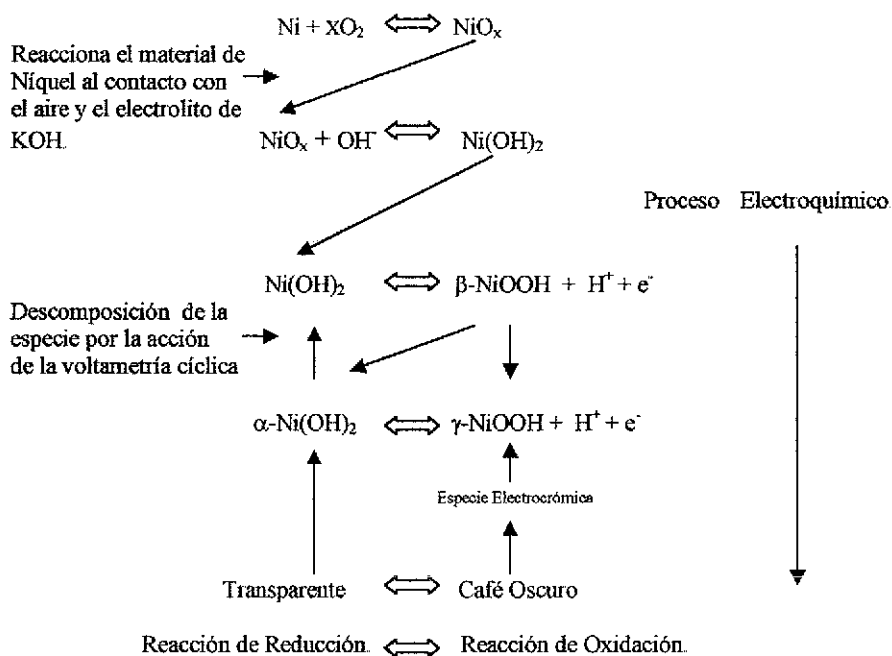 Ni + XO₂ ⇔ NiOₓ
Reacciona el material de
Níquel al contacto con
el aire y el electrolito de
KOH.
NiOₓ + OH⁻ ⇔ Ni(OH)₂
Proceso Electroquímico.
Ni(OH)₂ ⇔ β-NiOOH + H⁺ + e⁻
Descomposición de la
especie por la acción
de la voltametría cíclica
α-Ni(OH)₂ ⇔ γ-NiOOH + H⁺ + e⁻
Especie Electrocrómica
Transparente ⇔ Café Oscuro
Reacción de Reducción. ⇔ Reacción de Oxidación.